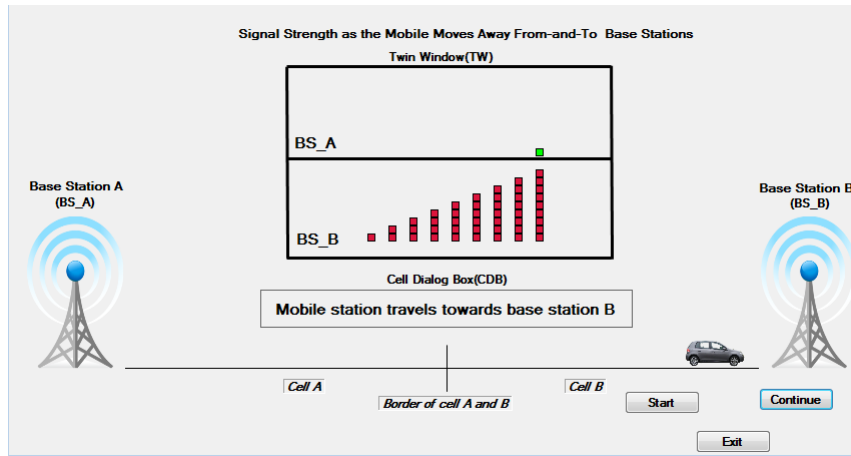 Signal Strength as the Mobile Moves Away From-and-To Base Stations
Twin Window(TW)
BS_A
BS_B
Base Station A
(BS_A)
Base Station B
(BS_B)
Cell Dialog Box(CDB)
Mobile station travels towards base station B
Cell A
Border of cell A and B
Cell B
Start
Continue
Exit